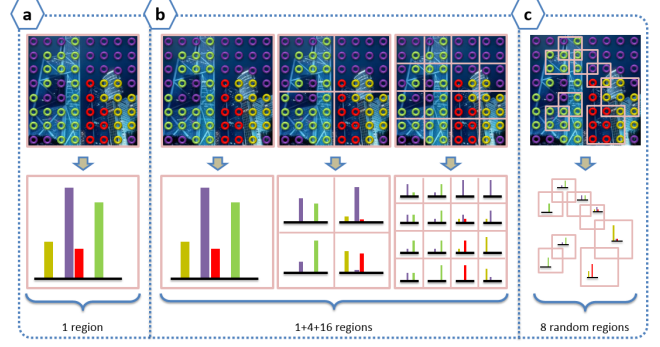 a
b
c
1 region
1+4+16 regions
8 random regions